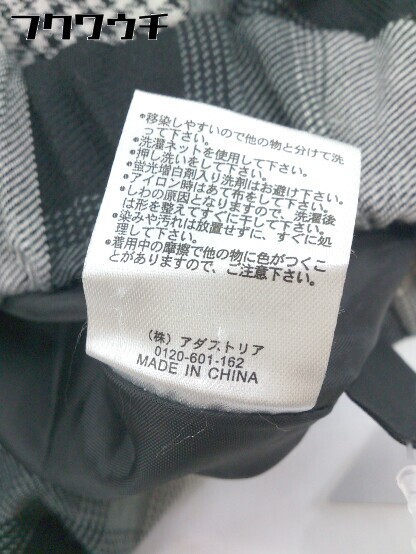 フクワウチ
●移染しやすいので他の物と分けて洗
って下さい。
●洗濯ネットを使用して下さい。
●押し洗いをして下さい。
●蛍光増白剤入り洗剤はお避け下さい。
●アイロン時はあて布をして下さい。
●しわの原因となりますので、洗濯後
は形を整えてすぐに干して下さい。
●染みや汚れは放置せずに、すぐに処
理して下さい。
●着用中の摩擦で他の物に色がつくこ
とがありますので、ご注意下さい。
(株) アダストリア
0120-601-162
MADE IN CHINA